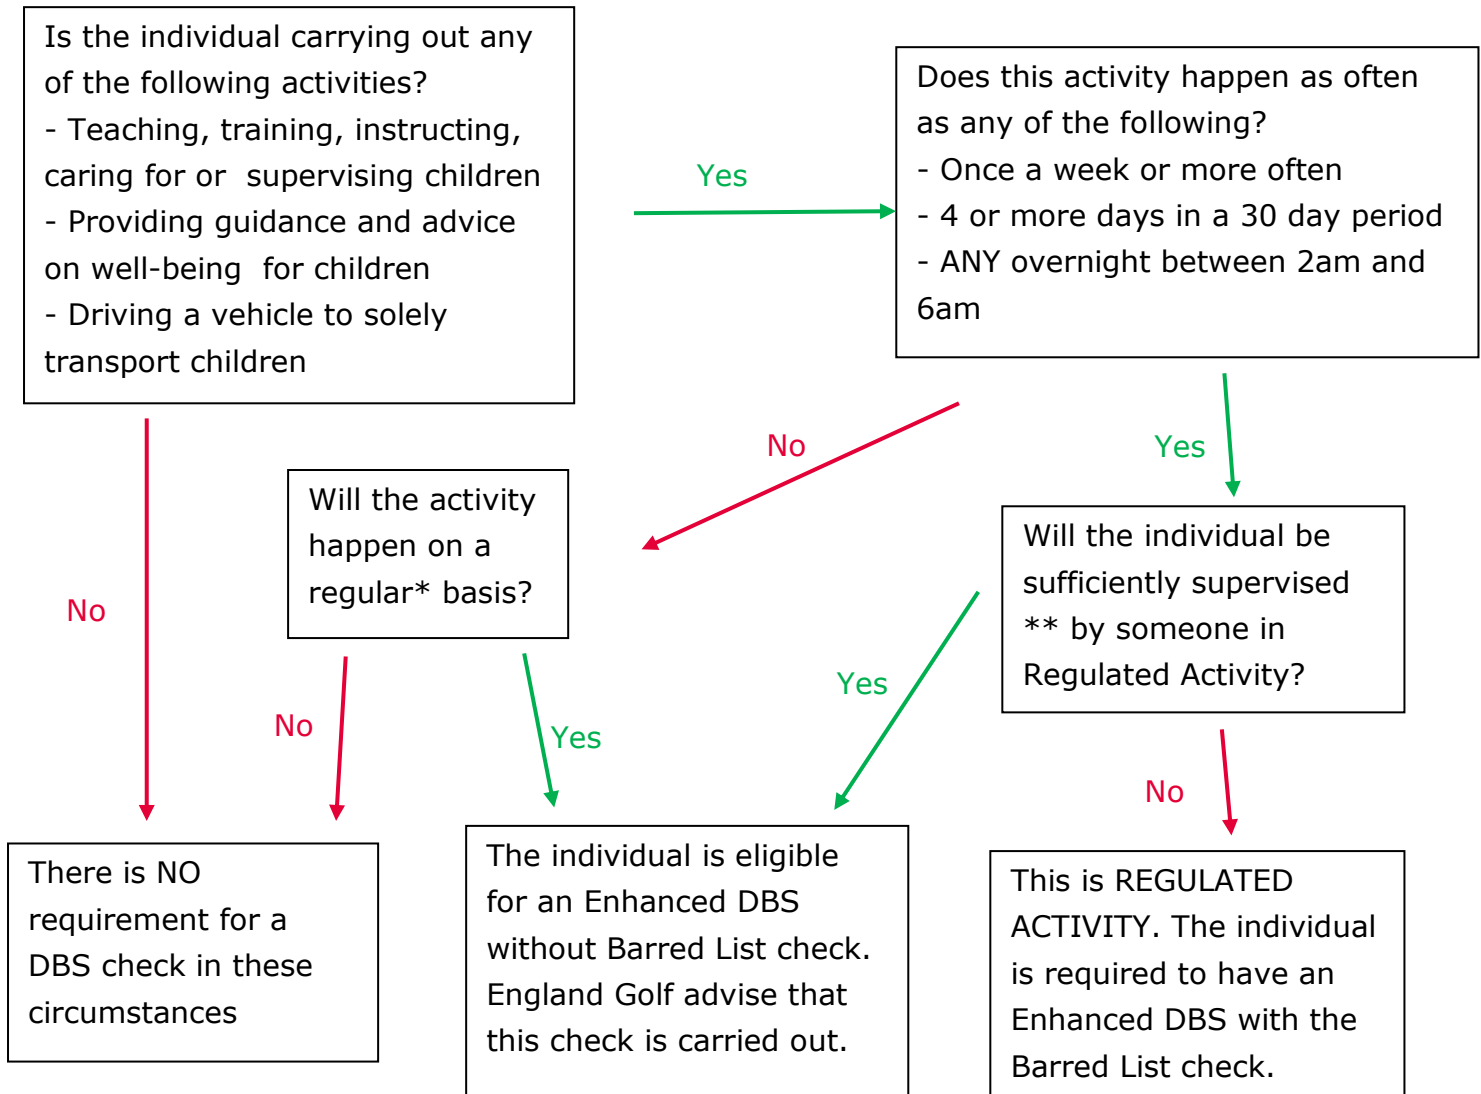 Is the individual carrying out any
of the following activities?
- Teaching, training, instructing,
caring for or  supervising children
- Providing guidance and advice
on well-being  for children
- Driving a vehicle to solely
transport children
Yes
Does this activity happen as often
as any of the following?
- Once a week or more often
- 4 or more days in a 30 day period
- ANY overnight between 2am and
6am
No
Yes
Will the activity
happen on a
regular* basis?
Will the individual be
sufficiently supervised
** by someone in
Regulated Activity?
No
No
Yes
Yes
No
There is NO
requirement for a
DBS check in these
circumstances
The individual is eligible
for an Enhanced DBS
without Barred List check.
England Golf advise that
this check is carried out.
This is REGULATED
ACTIVITY. The individual
is required to have an
Enhanced DBS with the
Barred List check.